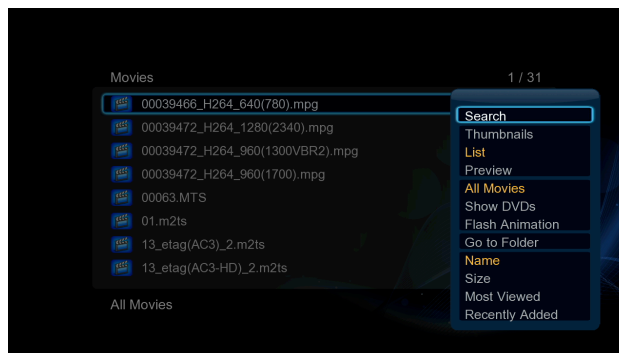 Movies
1 / 31
00039466_H264_640(780).mpg
00039472_H264_1280(2340).mpg
00039472_H264_960(1300VBR2).mpg
00039472_H264_960(1700).mpg
00063.MTS
01.m2ts
13_etag(AC3)_2.m2ts
13_etag(AC3-HD)_2.m2ts
All Movies
Search
Thumbnails
List
Preview
All Movies
Show DVDs
Flash Animation
Go to Folder
Name
Size
Most Viewed
Recently Added